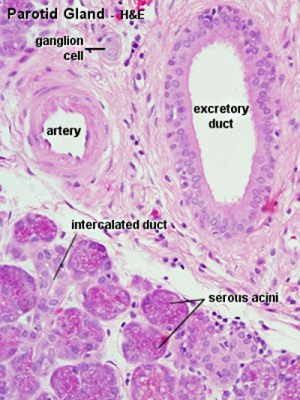 Parotid Gland - H&E
ganglion
cell
artery
excretory
duct
intercalated duct
serous acini